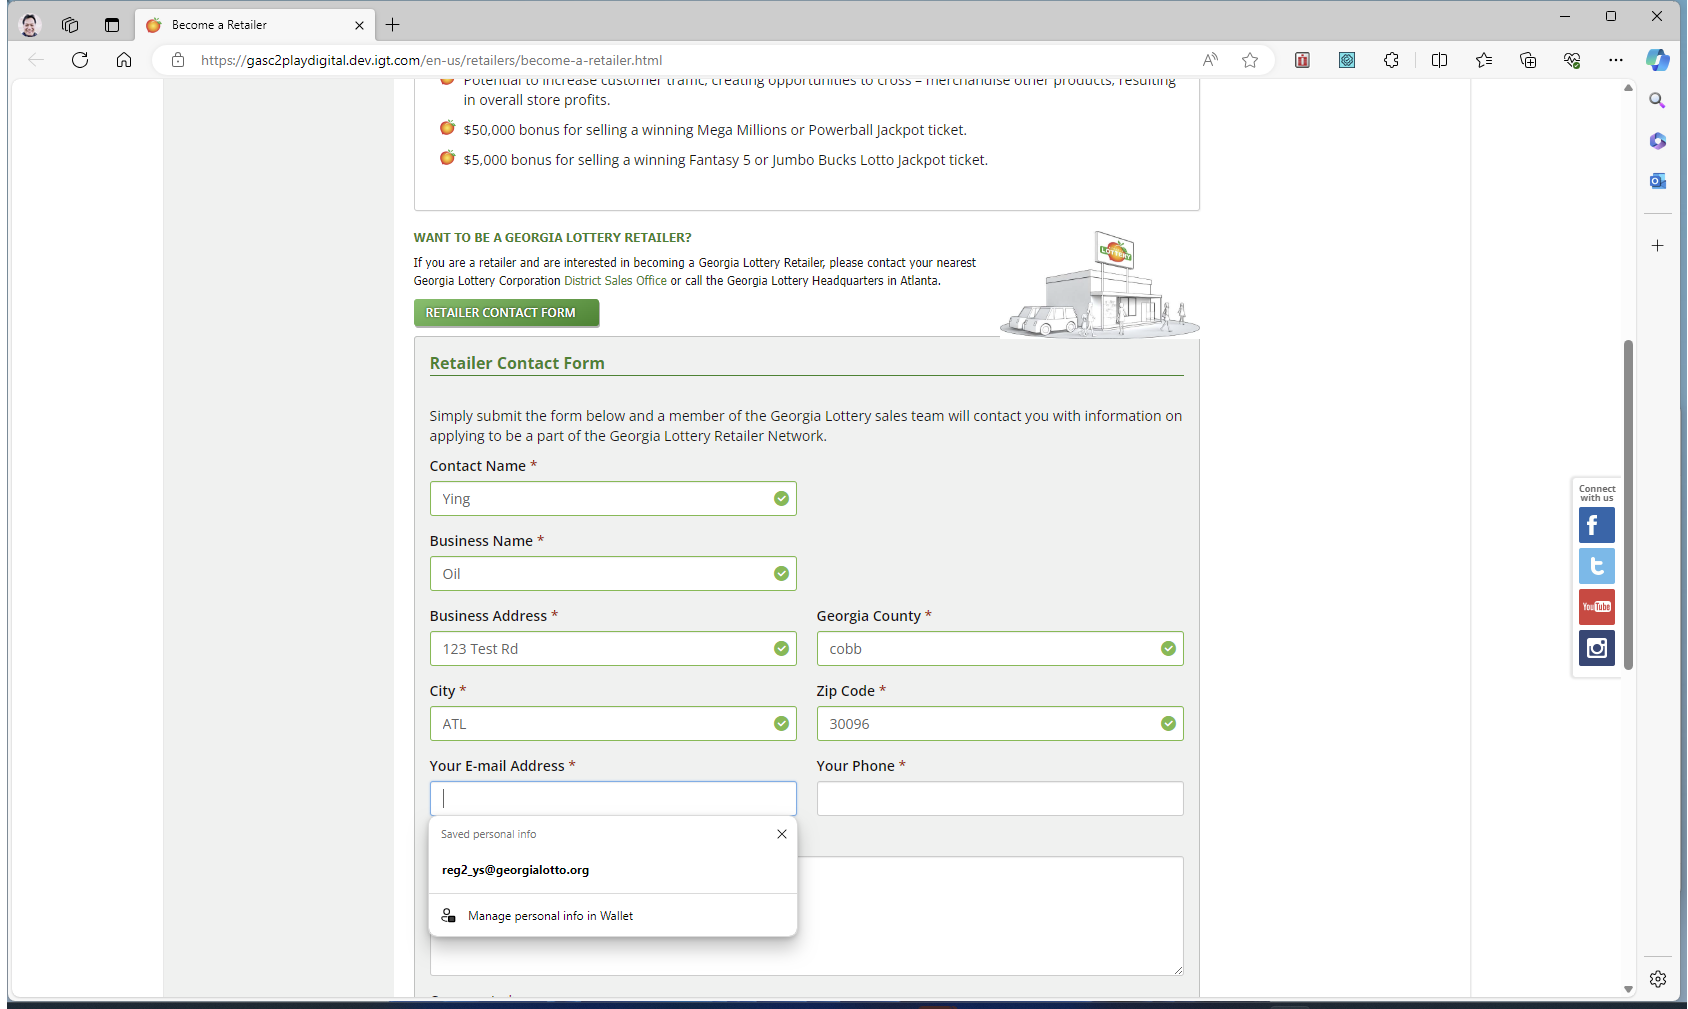 Become a Retailer
https://gasc2playdigital.dev.igt.com/en-us/retailers/become-a-retailer.html
Potential to increase customer traffic, creating opportunities to cross – merchandise other products, resulting
in overall store profits.
$50,000 bonus for selling a winning Mega Millions or Powerball Jackpot ticket.
$5,000 bonus for selling a winning Fantasy 5 or Jumbo Bucks Lotto Jackpot ticket.
WANT TO BE A GEORGIA LOTTERY RETAILER?
If you are a retailer and are interested in becoming a Georgia Lottery Retailer, please contact your nearest
Georgia Lottery Corporation District Sales Office or call the Georgia Lottery Headquarters in Atlanta.
LOTTERY
RETAILER CONTACT FORM
Retailer Contact Form
Simply submit the form below and a member of the Georgia Lottery sales team will contact you with information on
applying to be a part of the Georgia Lottery Retailer Network.
Contact Name *
Ying
Business Name *
Oil
Business Address *
Georgia County *
123 Test Rd
cobb
City *
Zip Code *
ATL
30096
Your E-mail Address *
Your Phone *
Saved personal info
reg2_ys@georgialotto.org
Manage personal info in Wallet
Connect
with us
YouTube